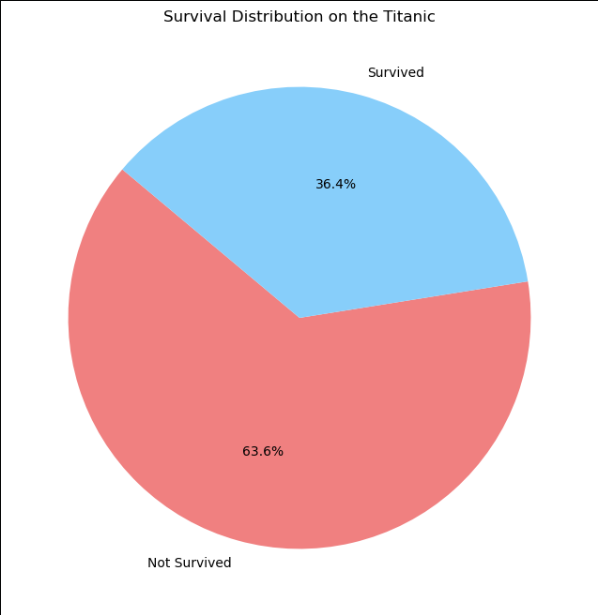 Survival Distribution on the Titanic
Survived
36.4%
63.6%
Not Survived